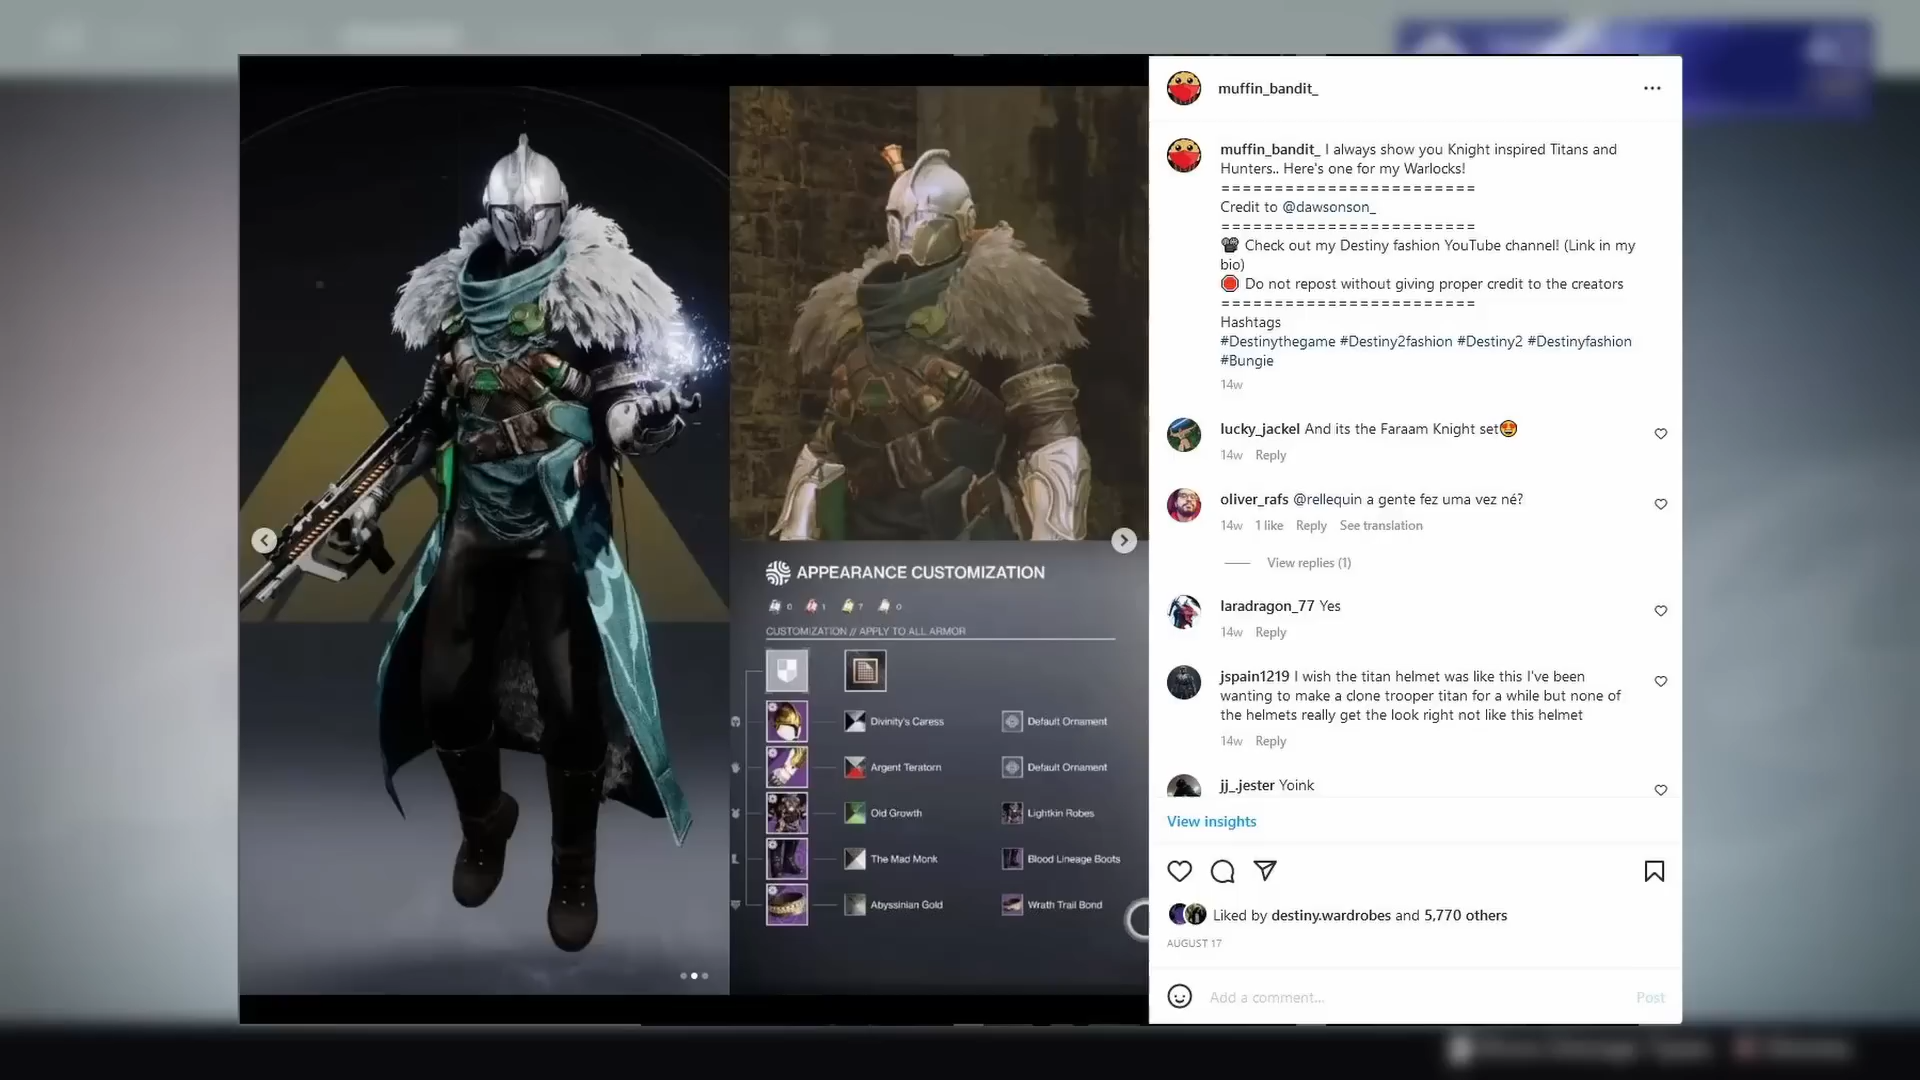 APPEARANCE CUSTOMIZATION
0 1 7 0
CUSTOMIZATION // APPLY TO ALL ARMOR
Divinity's Caress Default Ornament
Argent Teratorn Default Ornament
Old Growth Lightkin Robes
The Mad Monk Blood Lineage Boots
Abyssinian Gold Wrath Trail Bond
muffin_bandit_
muffin_bandit_ I always show you Knight inspired Titans and
Hunters.. Here's one for my Warlocks!
========================
Credit to @dawsonson_
========================
Check out my Destiny fashion YouTube channel! (Link in my
bio)
Do not repost without giving proper credit to the creators
========================
Hashtags
#Destinythegame #Destiny2fashion #Destiny2 #Destinyfashion
#Bungie
14w
lucky_jackel And its the Faraam Knight set😍
14w Reply
oliver_rafs @rellequin a gente fez uma vez né?
14w 1 like Reply See translation
View replies (1)
laradragon_77 Yes
14w Reply
jspain1219 I wish the titan helmet was like this I've been
wanting to make a clone trooper titan for a while but none of
the helmets really get the look right not like this helmet
14w Reply
jj_.jester Yoink
View insights
Liked by destiny.wardrobes and 5,770 others
AUGUST 17
Add a comment...
Post